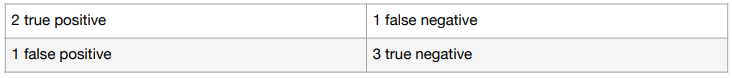 2 true positive 1 false negative
1 false positive 3 true negative